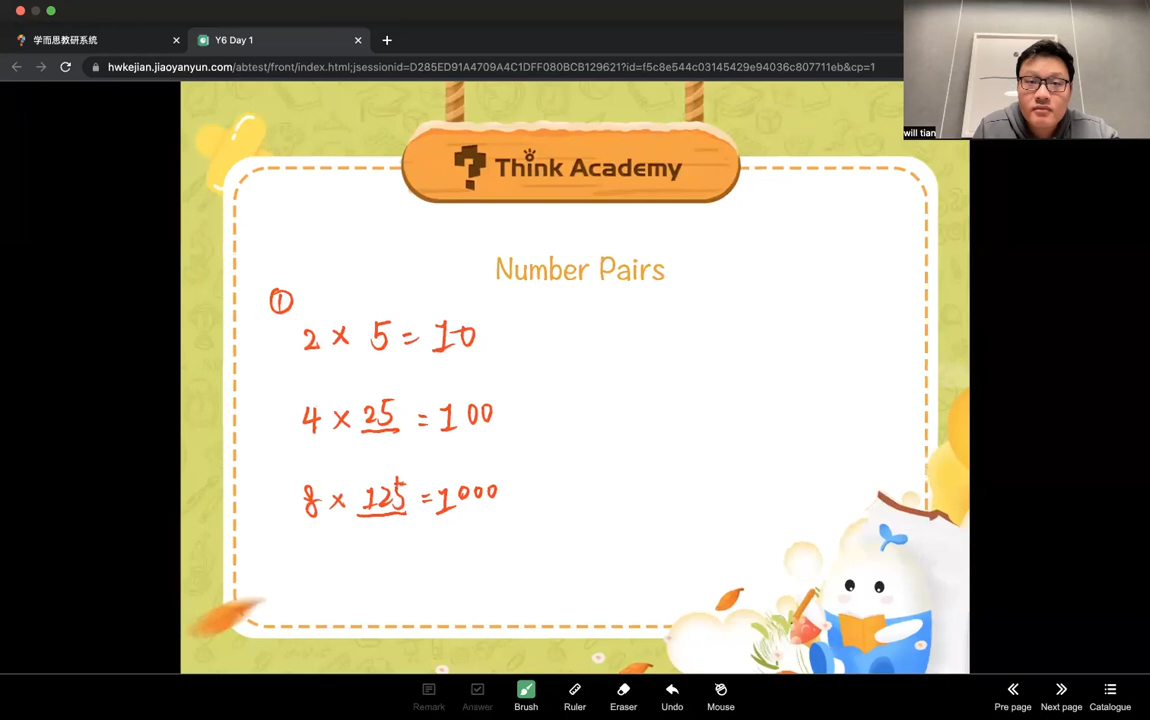 学而思教研系统
Y6 Day 1
hwkejian.jiaoyanyun.com/abtest/front/index.html;jsessionid=D285ED91A4709A4C1DFF080BCB129621?id=f5c8e544c03145429e94036c807711eb&cp=1
will tian
Think Academy
Number Pairs
①
2 × 5 = 10
4 × 25 = 100
8 × 125 = 1000
Remark Answer Brush Ruler Eraser Undo Mouse Pre page Next page Catalogue